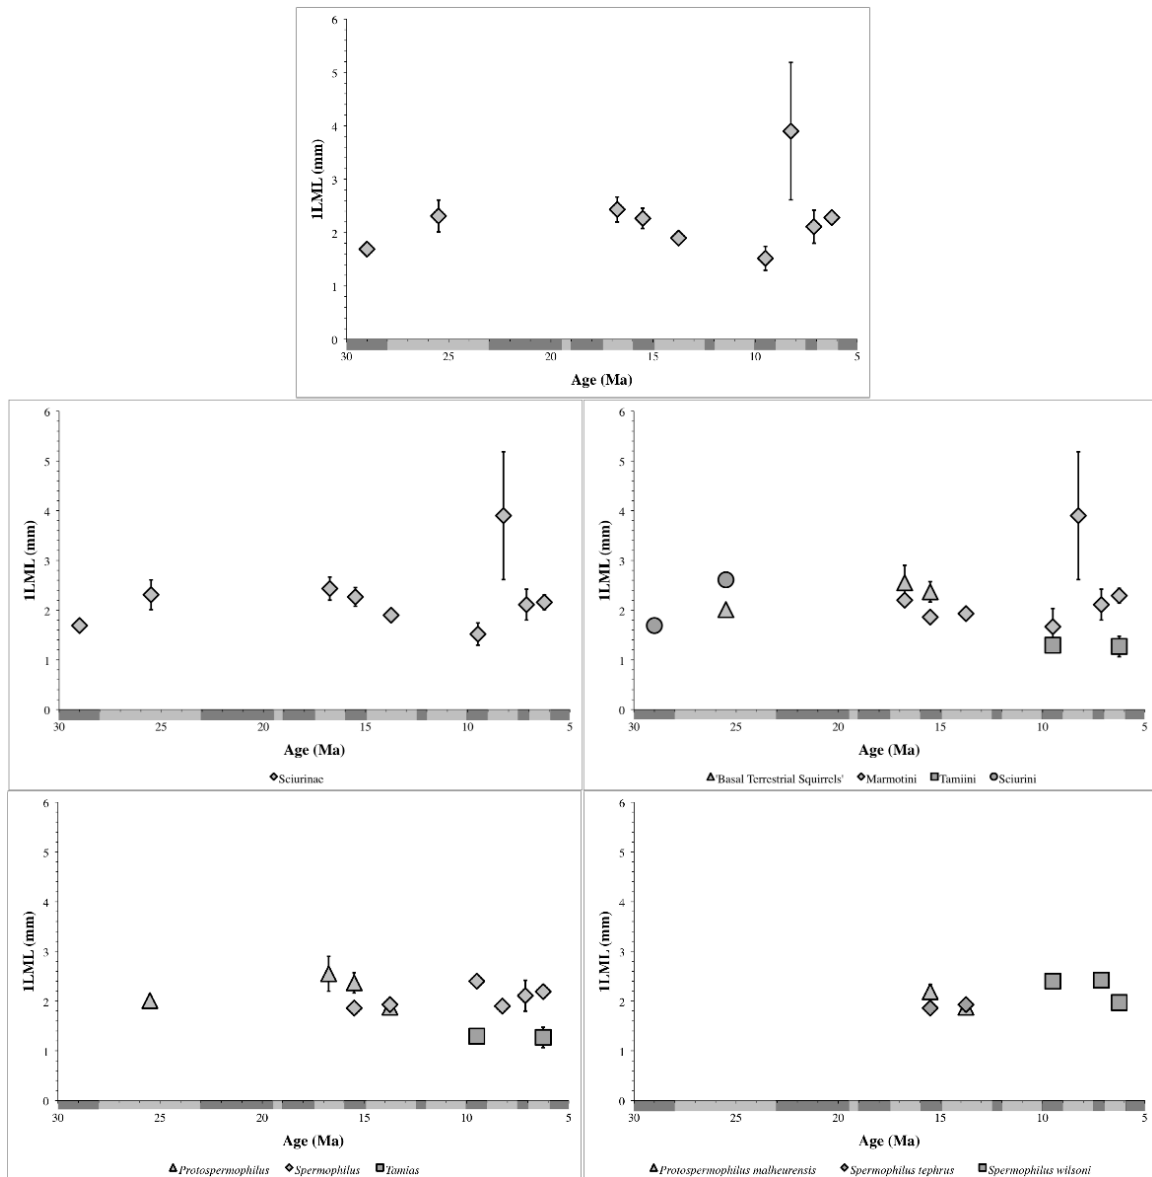 6
5
4
3
2
1
0
1LML (mm)
30 25 20 15 10 5
Age (Ma)
6
5
4
3
2
1
0
1LML (mm)
30 25 20 15 10 5
Age (Ma)
Sciurinae
6
5
4
3
2
1
0
1LML (mm)
30 25 20 15 10 5
Age (Ma)
'Basal Terrestrial Squirrels' Marmotini Tamiini Sciurini
6
5
4
3
2
1
0
1LML (mm)
30 25 20 15 10 5
Age (Ma)
Protospermophilus Spermophilus Tamias
6
5
4
3
2
1
0
1LML (mm)
30 25 20 15 10 5
Age (Ma)
Protospermophilus malheurensis Spermophilus tephrus Spermophilus wilsoni